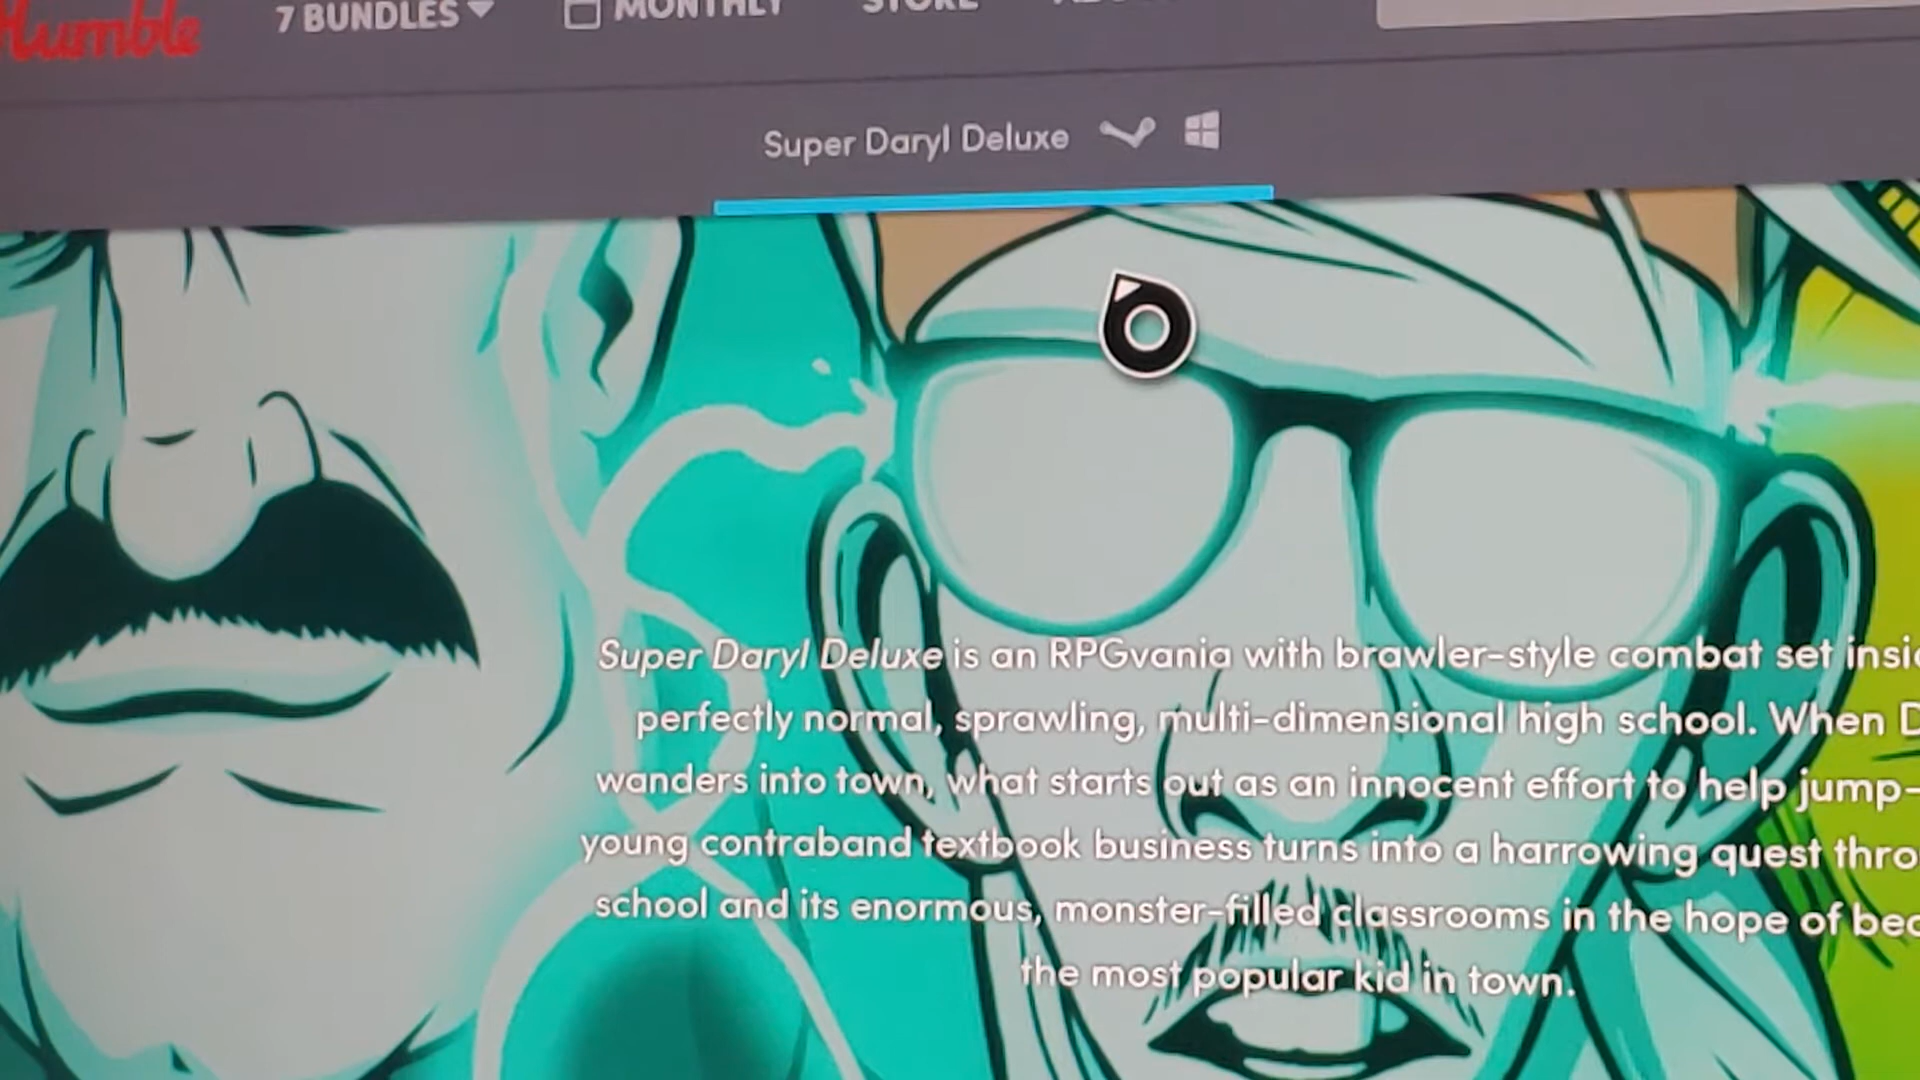 Humble 7 BUNDLES MONTHLY STORE
Super Daryl Deluxe
Super Daryl Deluxe is an RPGvania with brawler-style combat set
perfectly normal, sprawling, multi-dimensional high school. When
wanders into town, what starts out as an innocent effort to help jump-
young contraband textbook business turns into a harrowing quest
school and its enormous, monster-filled classrooms in the hope of
the most popular kid in town.